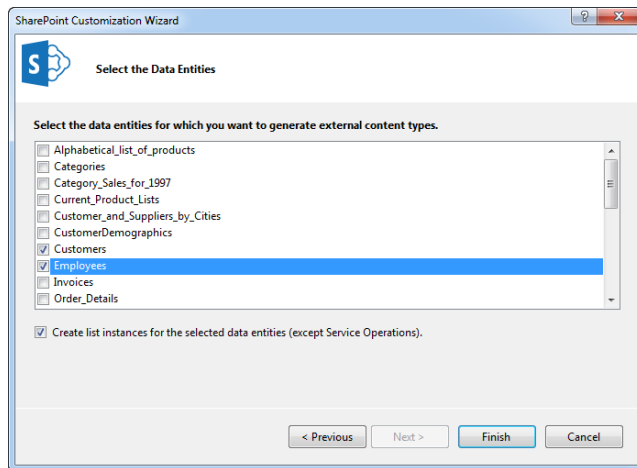 SharePoint Customization Wizard
Select the Data Entities
Select the data entities for which you want to generate external content types.
Alphabetical_list_of_products
Categories
Category_Sales_for_1997
Current_Product_Lists
Customer_and_Suppliers_by_Cities
CustomerDemographics
Customers
Employees
Invoices
Order_Details
Create list instances for the selected data entities (except Service Operations).
< Previous Next > Finish Cancel